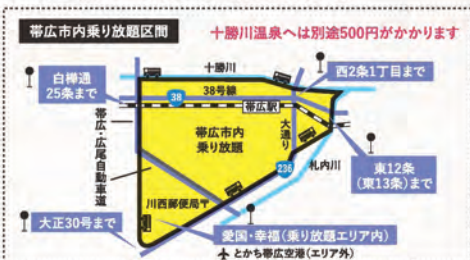 帯広市内乗り放題区間
十勝川温泉へは別途500円がかかります
十勝川
西2条1丁目まで
白樺通
25条まで
38号線
38
帯広駅
帯広・広尾自動車道
帯広市内
乗り放題
大通り
札内川
236
東12条
(東13条)まで
川西郵便局〒
大正30号まで
愛国・幸福(乗り放題エリア内)
とかち帯広空港(エリア外)